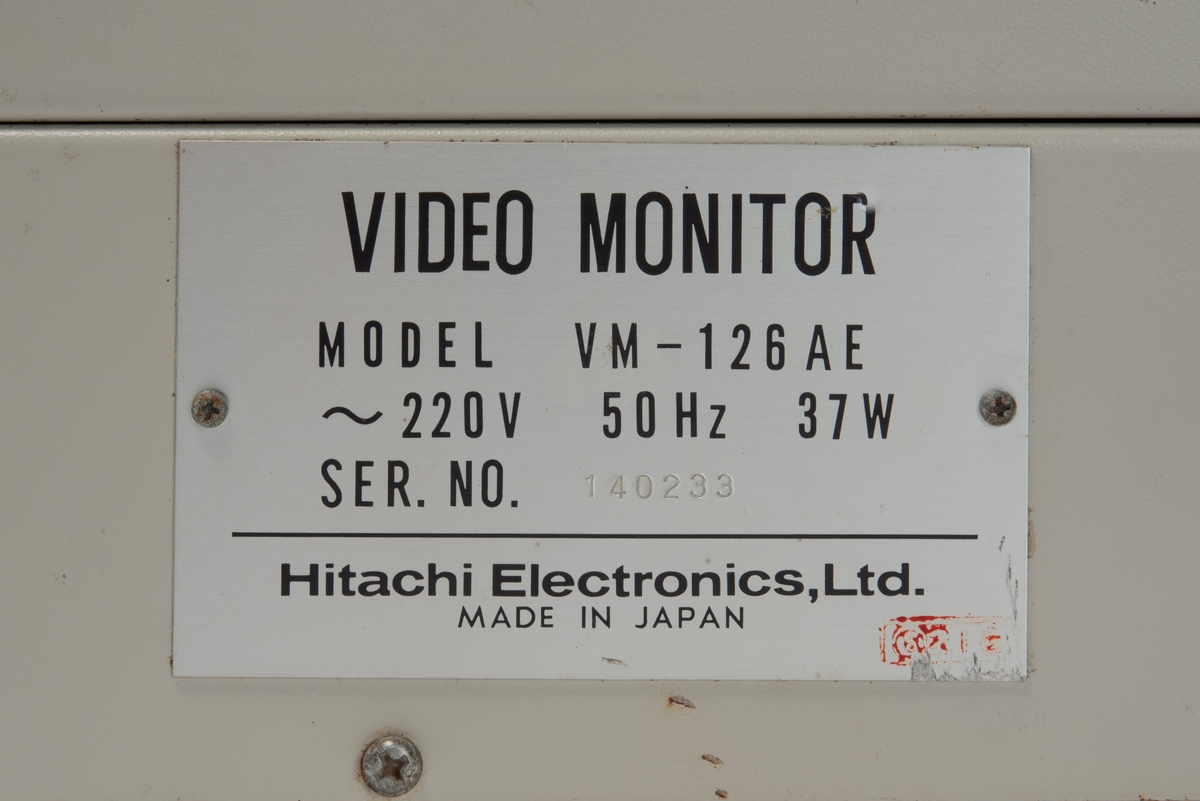 VIDEO MONITOR
MODEL VM-126AE
~220V 50Hz 37W
SER. NO. 140233
Hitachi Electronics,Ltd.
MADE IN JAPAN